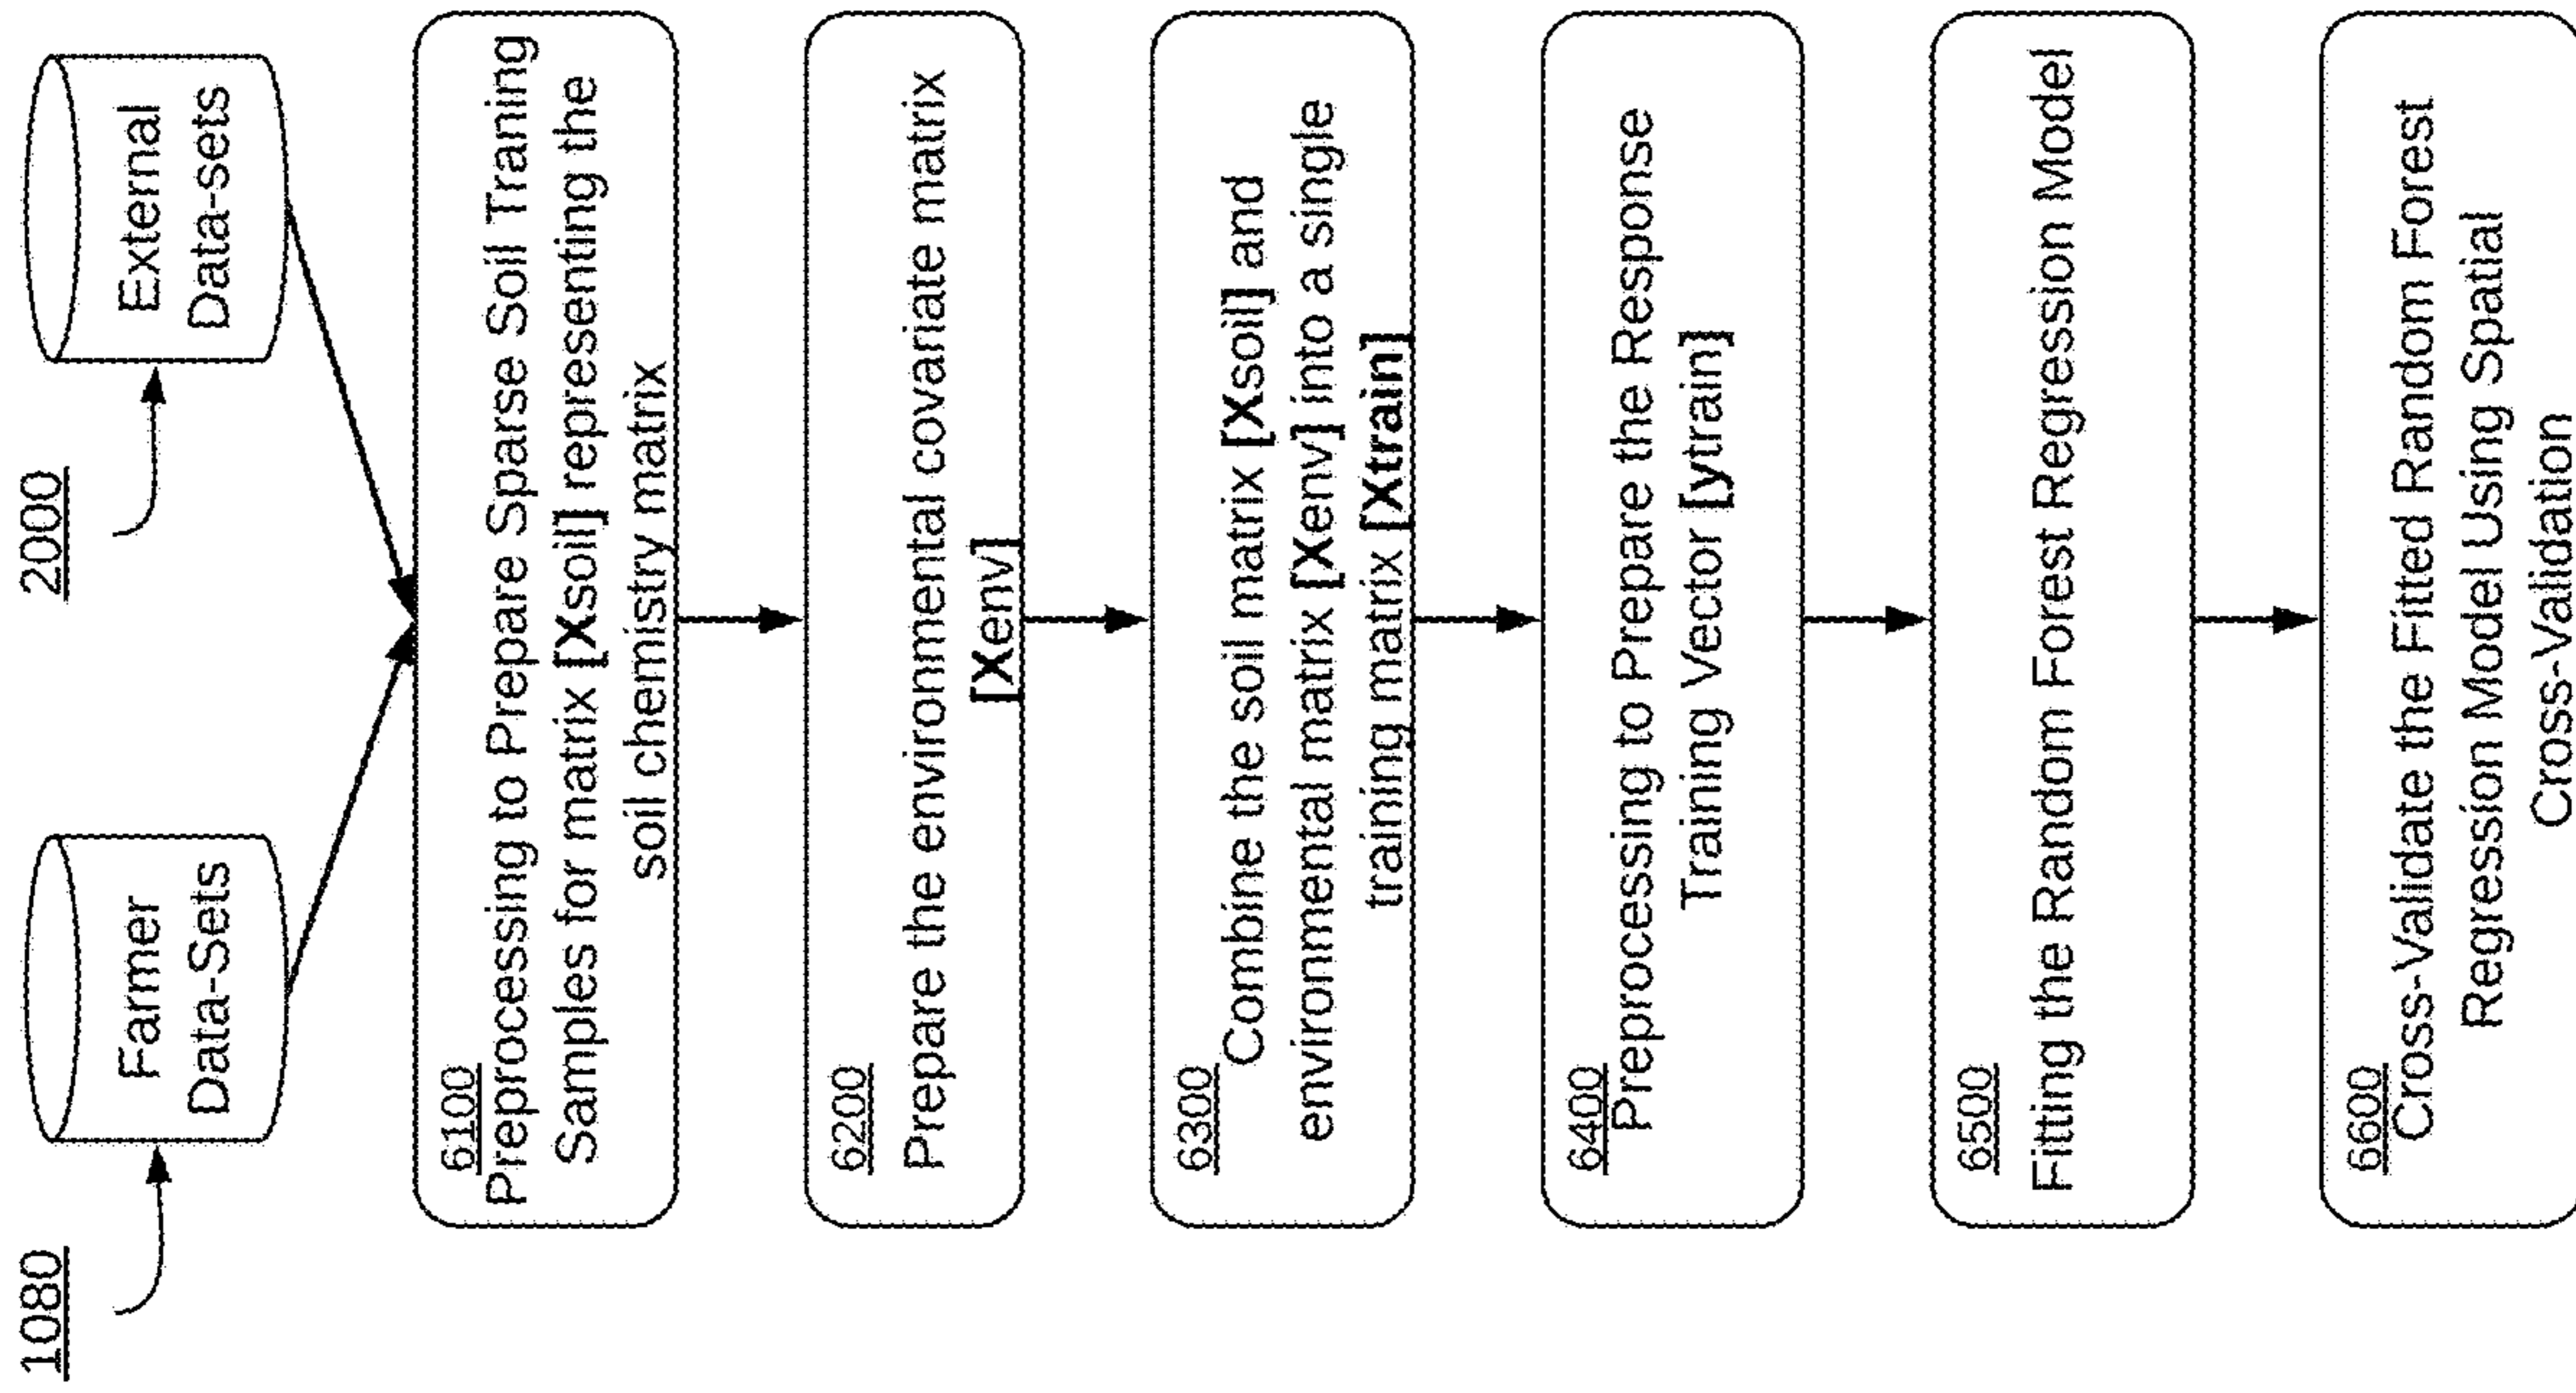 1080
2000
Farmer
Data-Sets
External
Data-sets
6100
Preprocessing to Prepare Sparse Soil Traning
Samples for matrix [Xsoil] representing the
soil chemistry matrix
6200
Prepare the environmental covariate matrix
[Xenv]
6300
Combine the soil matrix [Xsoil] and
environmental matrix [Xenv] into a single
training matrix [Xtrain]
6400
Preprocessing to Prepare the Response
Training Vector [ytrain]
6500
Fitting the Random Forest Regression Model
6600
Cross-Validate the Fitted Random Forest
Regression Model Using Spatial
Cross-Validation